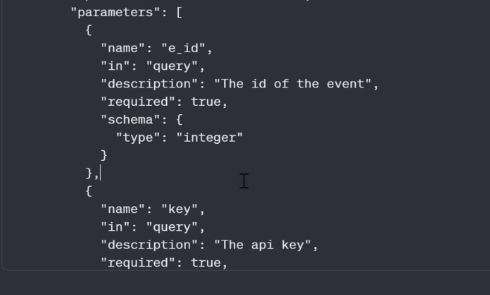 "parameters": [
{
"name": "e_id",
"in": "query",
"description": "The id of the event",
"required": true,
"schema": {
"type": "integer"
}
},
{
"name": "key",
"in": "query",
"description": "The api key",
"required": true,